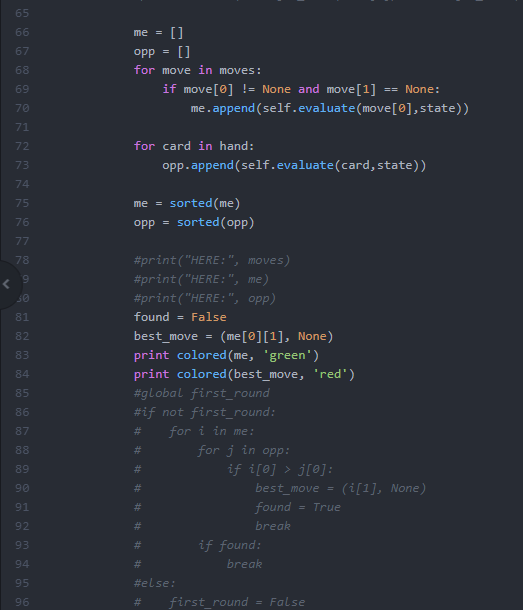 65
66 me = []
67 opp = []
68 for move in moves:
69 if move[0] != None and move[1] == None:
70 me.append(self.evaluate(move[0],state))
71
72 for card in hand:
73 opp.append(self.evaluate(card,state))
74
75 me = sorted(me)
76 opp = sorted(opp)
77
78 #print("HERE:", moves)
9 #print("HERE:", me)
0 #print("HERE:", opp)
81 found = False
82 best_move = (me[0][1], None)
83 print colored(me, 'green')
84 print colored(best_move, 'red')
85 #global first_round
86 #if not first_round:
87 # for i in me:
88 # for j in opp:
89 # if i[0] > j[0]:
90 # best_move = (i[1], None)
91 # found = True
92 # break
93 # if found:
94 # break
95 #else:
96 # first_round = False